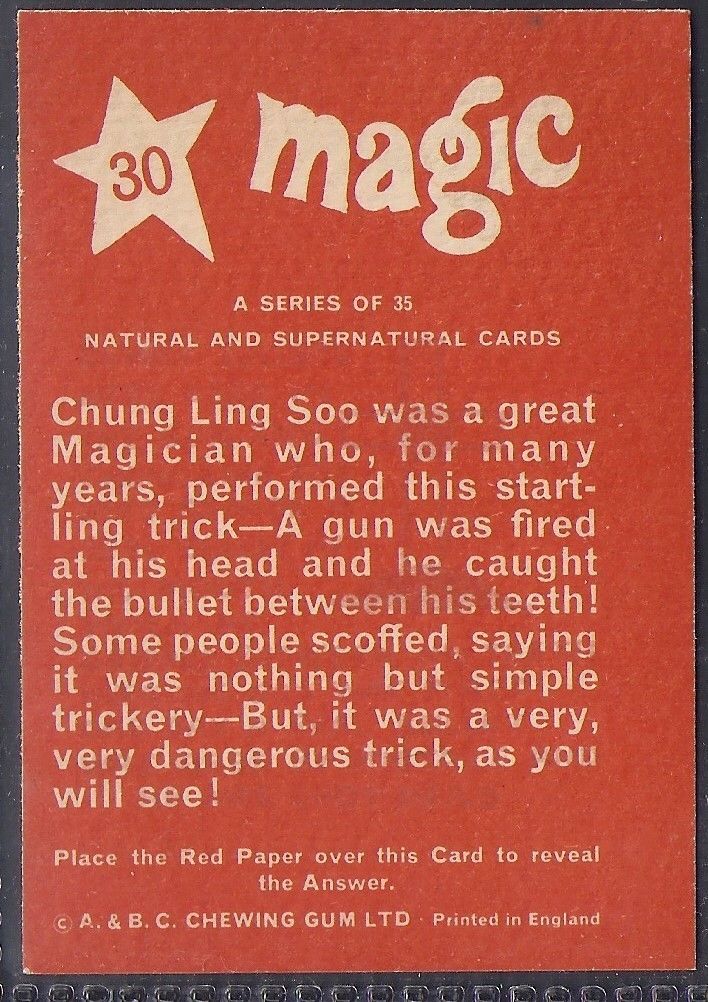 30 magic
A SERIES OF 35
NATURAL AND SUPERNATURAL CARDS
Chung Ling Soo was a great
Magician who, for many
years, performed this start-
ling trick—A gun was fired
at his head and he caught
the bullet between his teeth!
Some people scoffed, saying
it was nothing but simple
trickery—But, it was a very,
very dangerous trick, as you
will see!
Place the Red Paper over this Card to reveal
the Answer.
© A. & B. C. CHEWING GUM LTD · Printed in England